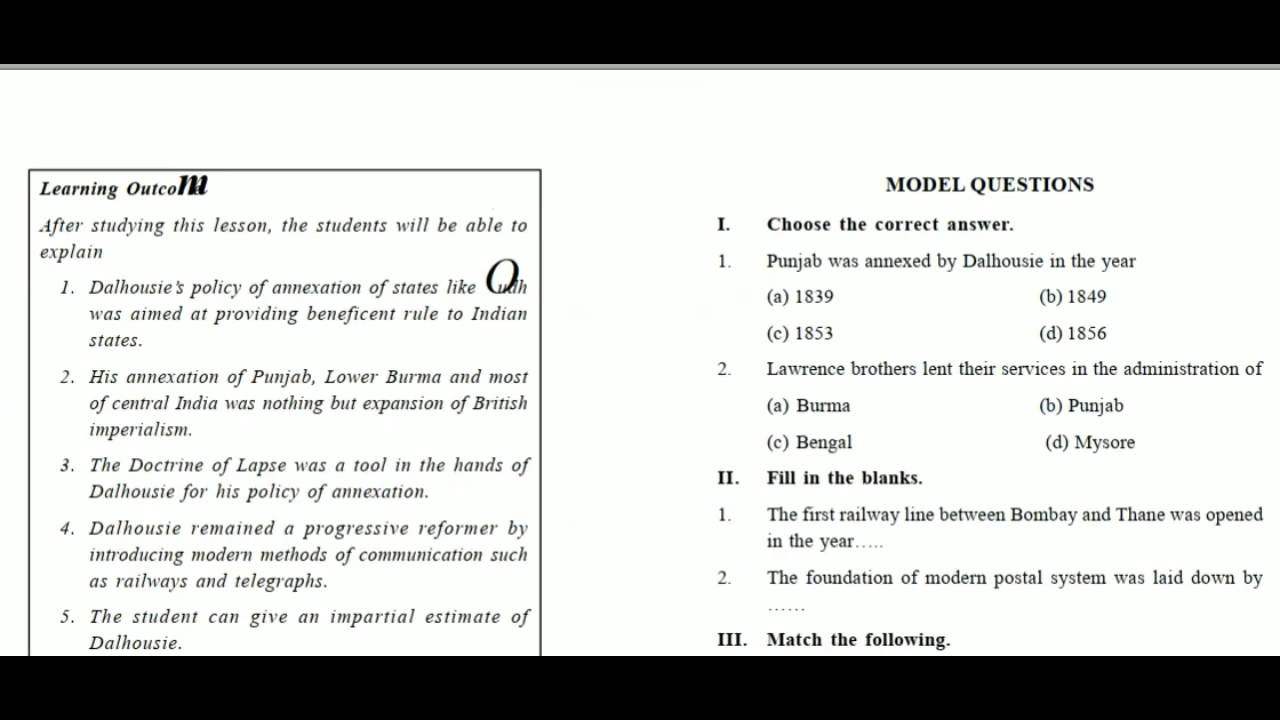 Learning Outcom
After studying this lesson, the students will be able to
explain
1. Dalhousie's policy of annexation of states like Oudh
was aimed at providing beneficent rule to Indian
states.
2. His annexation of Punjab, Lower Burma and most
of central India was nothing but expansion of British
imperialism.
3. The Doctrine of Lapse was a tool in the hands of
Dalhousie for his policy of annexation.
4. Dalhousie remained a progressive reformer by
introducing modern methods of communication such
as railways and telegraphs.
5. The student can give an impartial estimate of
Dalhousie.
MODEL QUESTIONS
I. Choose the correct answer.
1. Punjab was annexed by Dalhousie in the year
(a) 1839 (b) 1849
(c) 1853 (d) 1856
2. Lawrence brothers lent their services in the administration of
(a) Burma (b) Punjab
(c) Bengal (d) Mysore
II. Fill in the blanks.
1. The first railway line between Bombay and Thane was opened
in the year.....
2. The foundation of modern postal system was laid down by
......
III. Match the following.